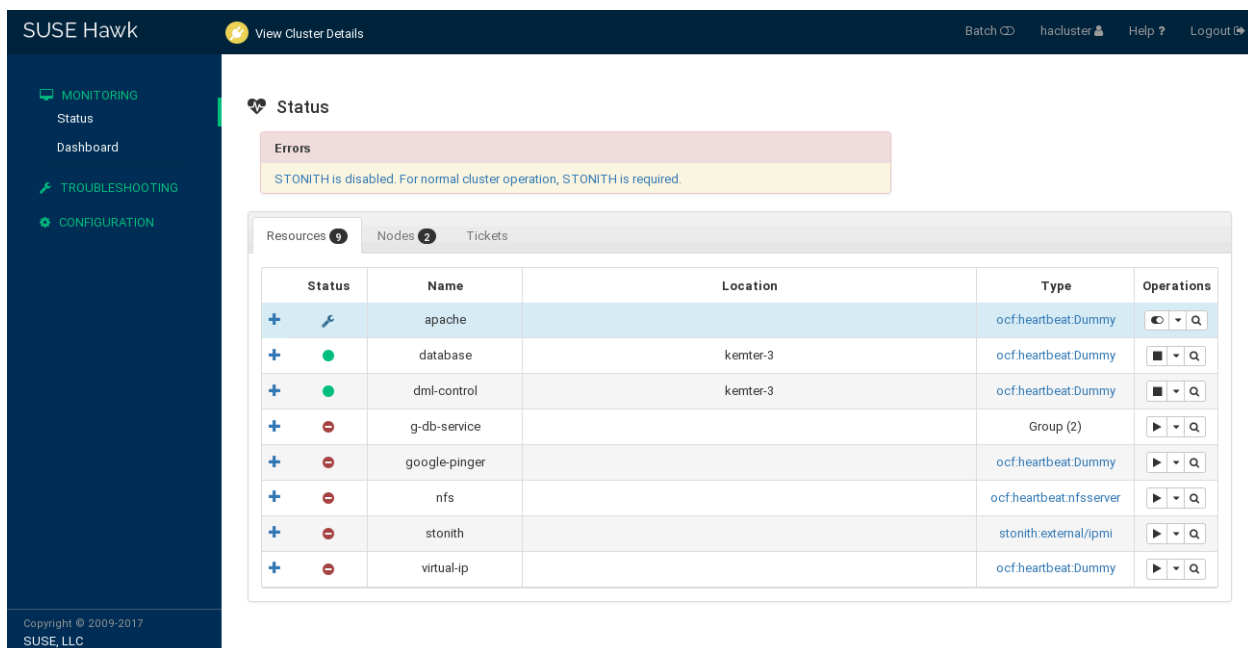 SUSE Hawk
View Cluster Details
Batch
hacluster
Help ?
Logout
MONITORING
Status
Dashboard
TROUBLESHOOTING
CONFIGURATION
Status
Errors
STONITH is disabled. For normal cluster operation, STONITH is required.
Resources 9 Nodes 2 Tickets
Status Name Location Type Operations
apache ocf:heartbeat:Dummy
database kemter-3 ocf:heartbeat:Dummy
dml-control kemter-3 ocf:heartbeat:Dummy
g-db-service Group (2)
google-pinger ocf:heartbeat:Dummy
nfs ocf:heartbeat:nfsserver
stonith stonith:external/ipmi
virtual-ip ocf:heartbeat:Dummy
Copyright © 2009-2017
SUSE, LLC